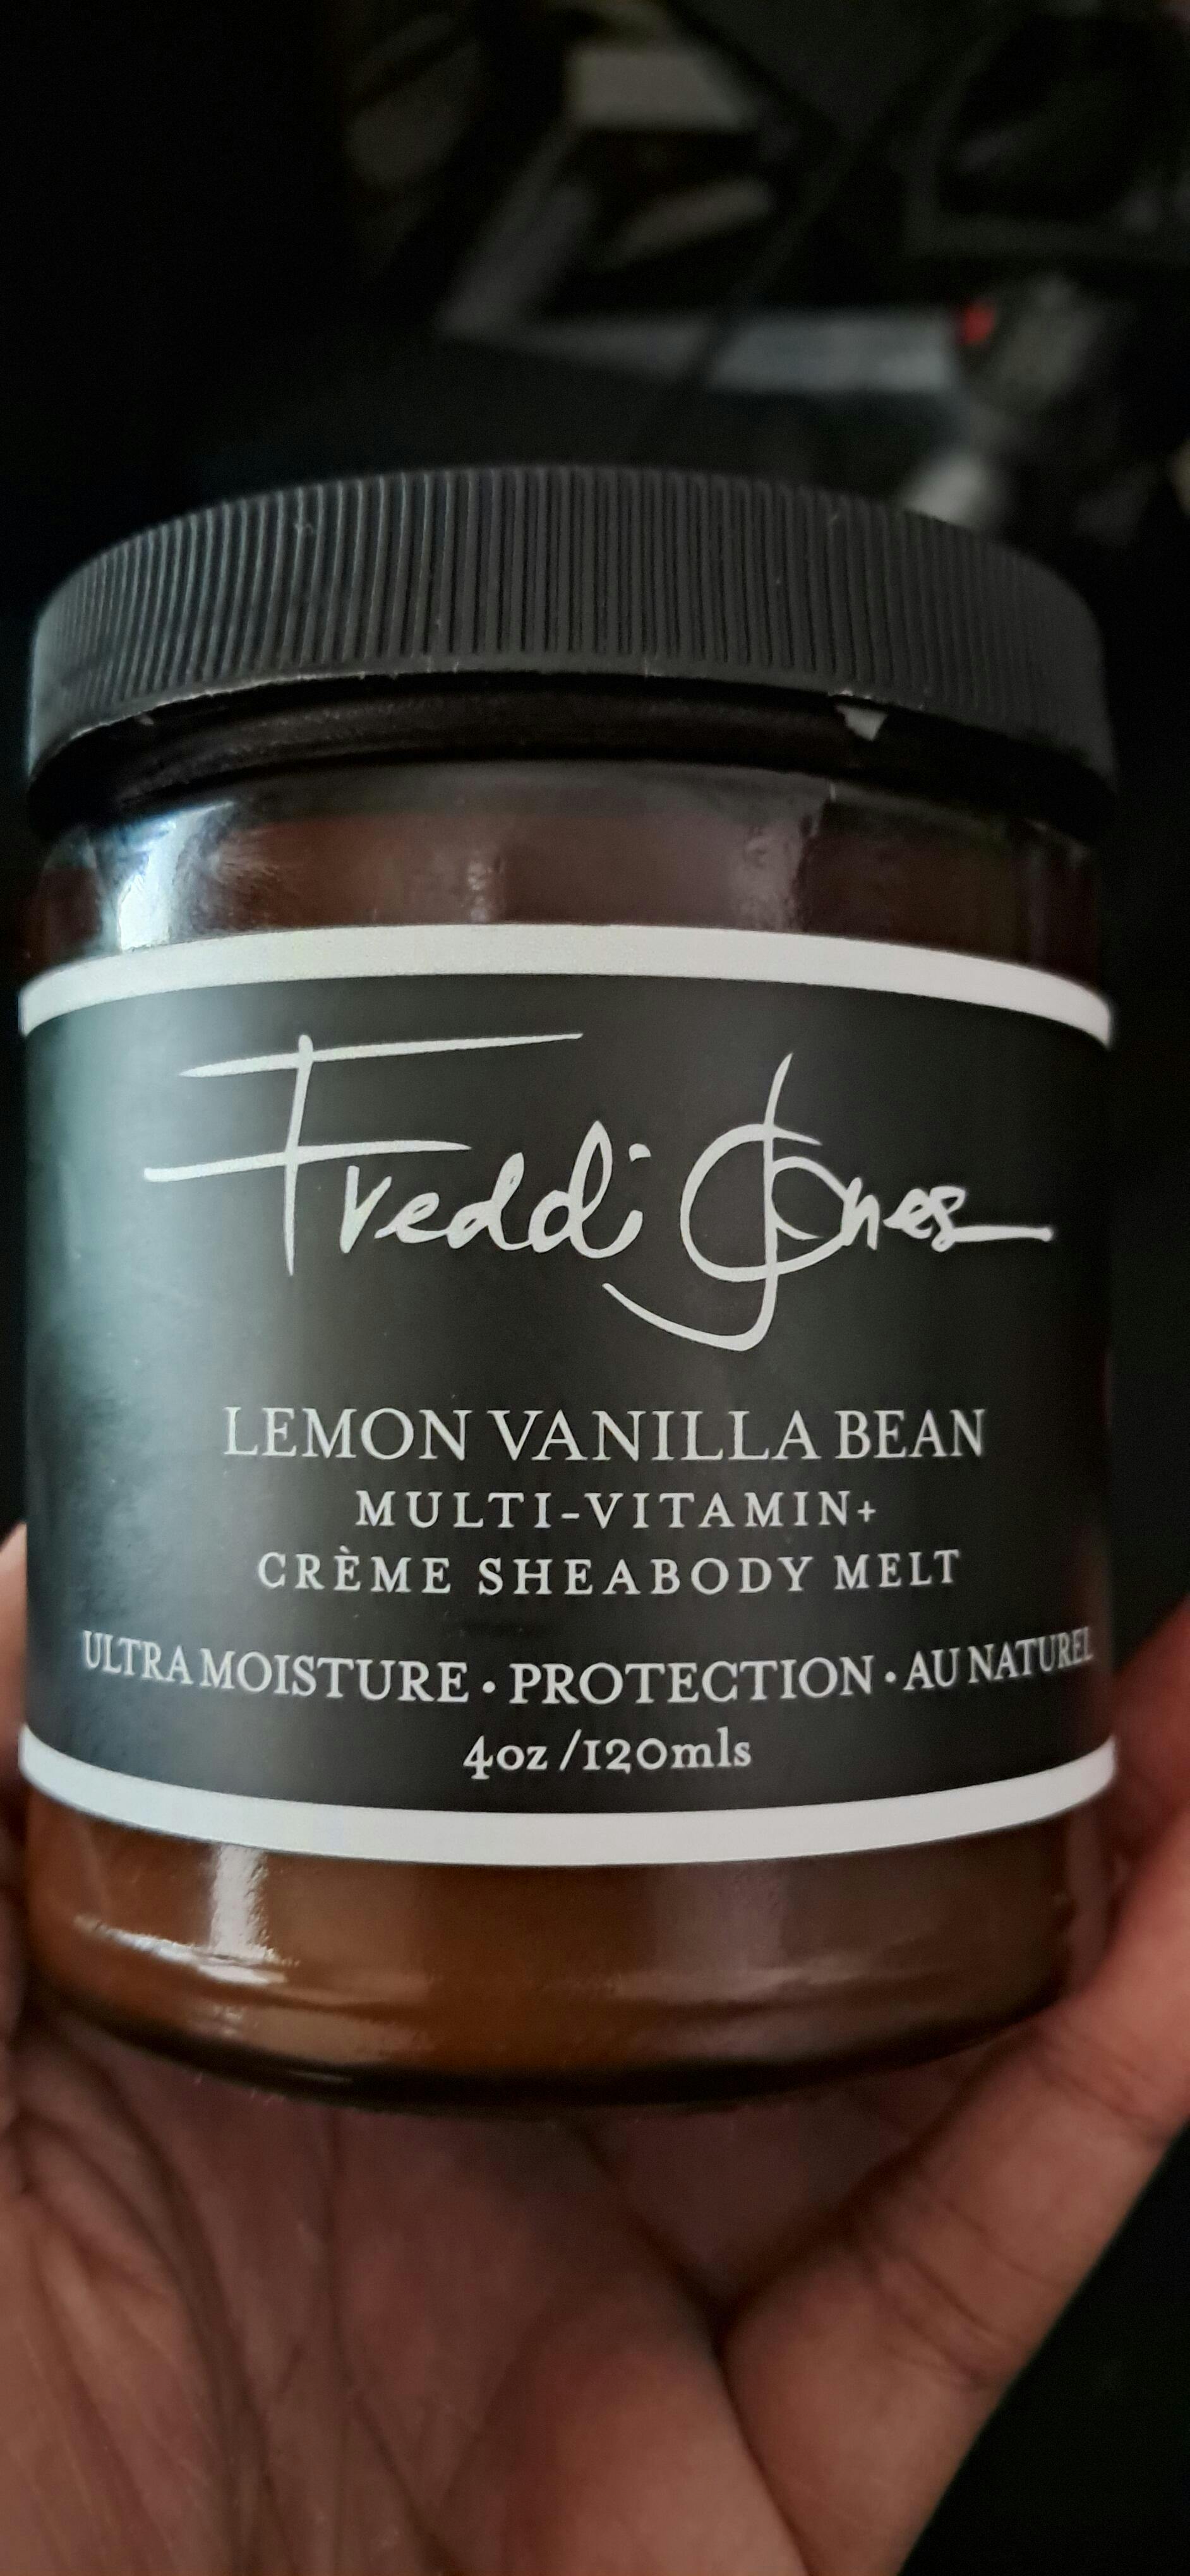 Freddi Jones
LEMON VANILLA BEAN
MULTI-VITAMIN+
CRÈME SHEABODY MELT
ULTRA MOISTURE • PROTECTION • AU NATUREL
4oz /120mls